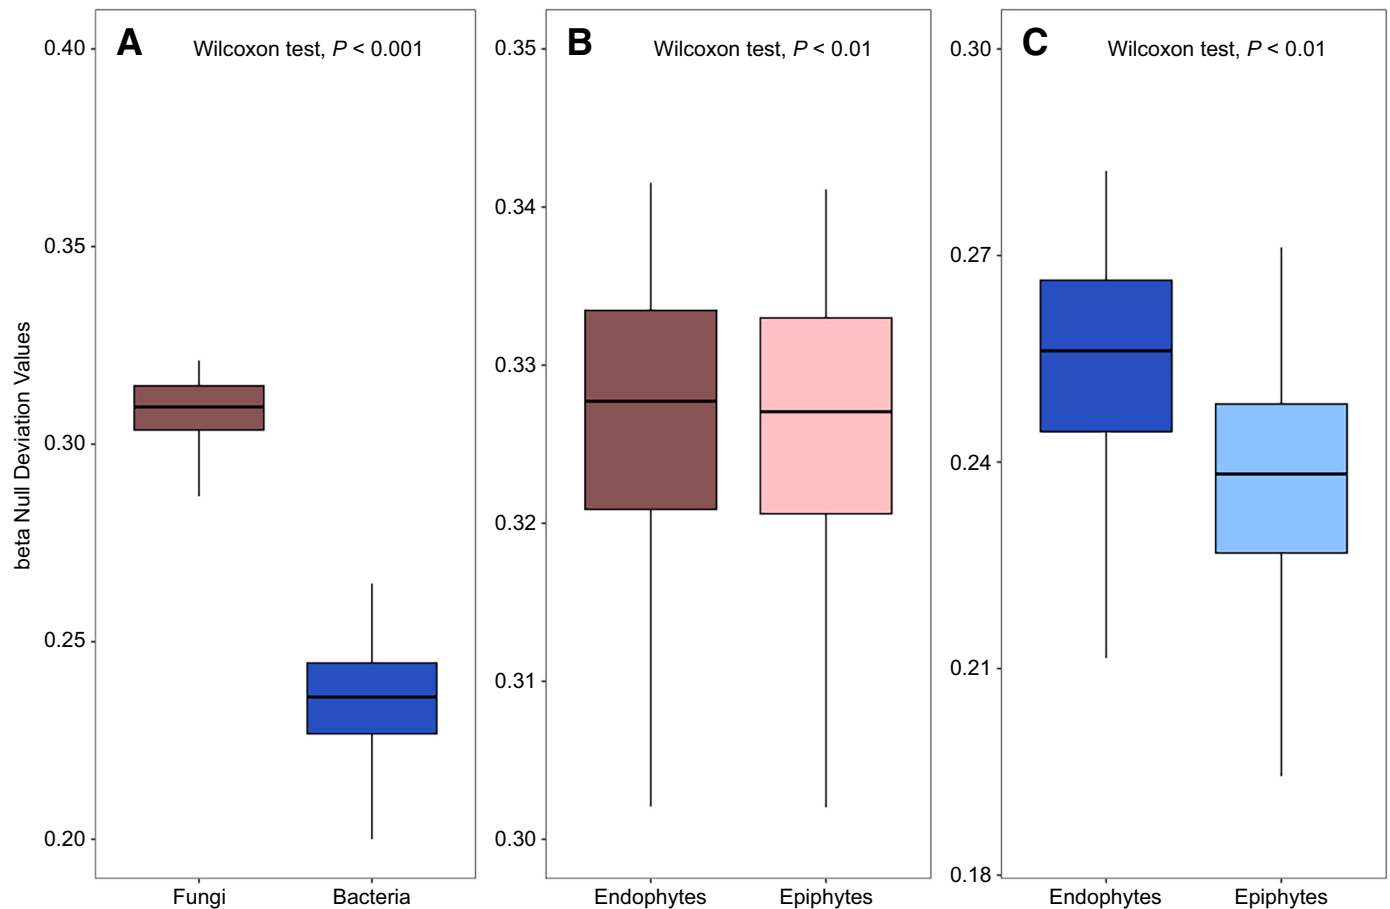 A Wilcoxon test, P < 0.001
beta Null Deviation Values
0.40
0.35
0.30
0.25
0.20
Fungi Bacteria
B Wilcoxon test, P < 0.01
0.35
0.34
0.33
0.32
0.31
0.30
Endophytes Epiphytes
C Wilcoxon test, P < 0.01
0.30
0.27
0.24
0.21
0.18
Endophytes Epiphytes